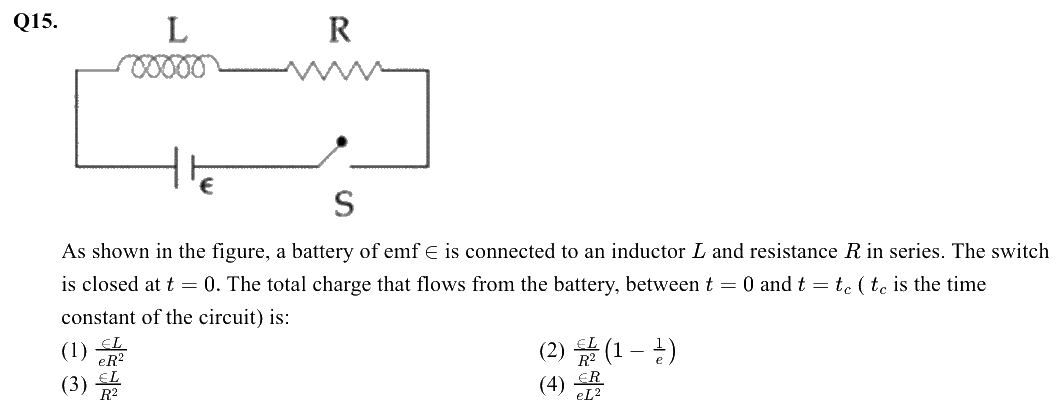 Q15.
L R
ϵ
S
As shown in the figure, a battery of emf ∈ is connected to an inductor L and resistance R in series. The switch
is closed at t = 0. The total charge that flows from the battery, between t = 0 and t = t_c ( t_c is the time
constant of the circuit) is:
(1) ∈L/eR² (2) ∈L/R² (1 − 1/e)
(3) ∈L/R² (4) ∈R/eL²